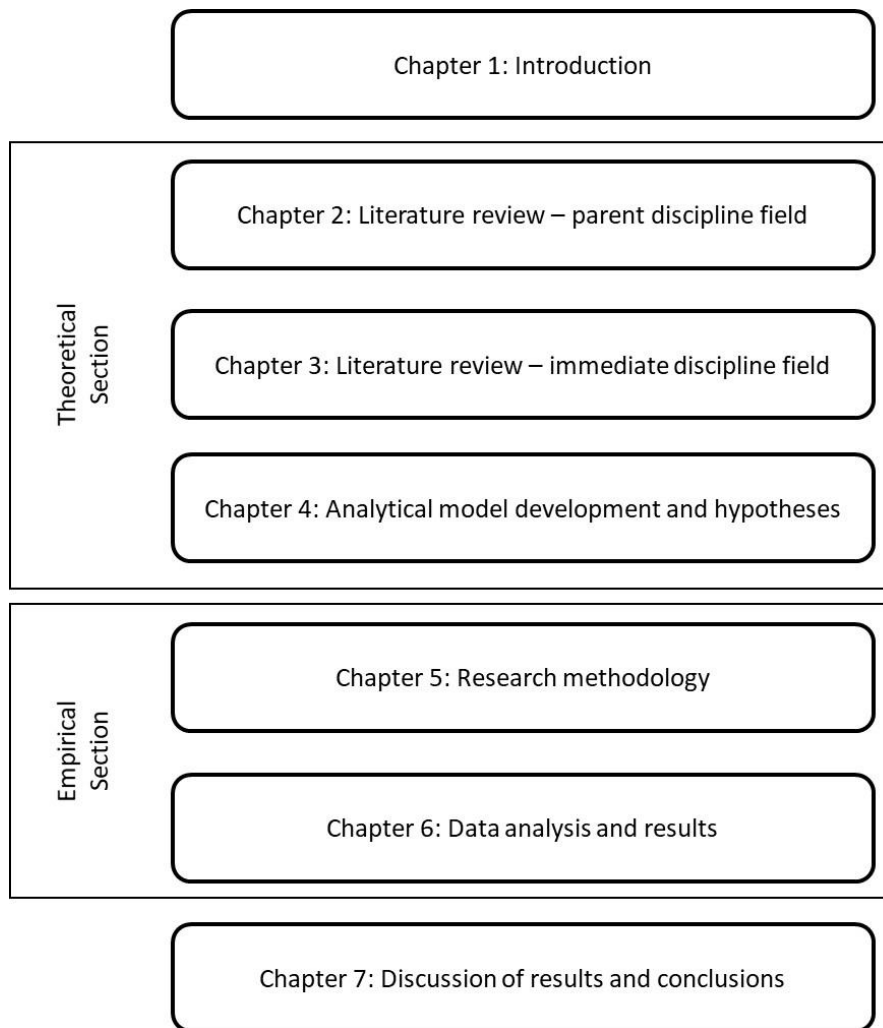 Chapter 1: Introduction
Theoretical
Section
Chapter 2: Literature review – parent discipline field
Chapter 3: Literature review – immediate discipline field
Chapter 4: Analytical model development and hypotheses
Empirical
Section
Chapter 5: Research methodology
Chapter 6: Data analysis and results
Chapter 7: Discussion of results and conclusions